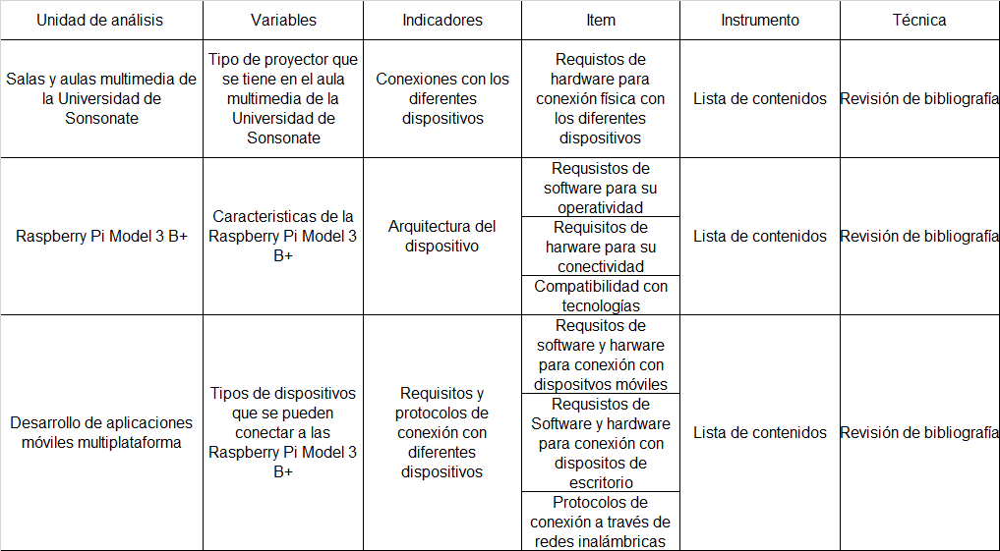 Unidad de análisis
Variables
Indicadores
Item
Instrumento
Técnica
Salas y aulas multimedia de
la Universidad de
Sonsonate
Tipo de proyector que
se tiene en el aula
multimedia de la
Universidad de
Sonsonate
Conexiones con los
diferentes
dispositivos
Requistos de
hardware para
conexión física con
los diferentes
dispositivos
Lista de contenidos
Revisión de bibliografía
Raspberry Pi Model 3 B+
Caracteristicas de la
Raspberry Pi Model 3
B+
Arquitectura del
dispositivo
Requsistos de
software para su
operatividad
Requisitos de
harware para su
conectividad
Compatibilidad con
tecnologías
Lista de contenidos
Revisión de bibliografía
Desarrollo de aplicaciones
móviles multiplataforma
Tipos de dispositivos
que se pueden
conectar a las
Raspberry Pi Model 3
B+
Requisitos y
protocolos de
conexión con
diferentes
dispositivos
Requsitos de
software y harware
para conexión con
dispositvos móviles
Requsistos de
Software y hardware
para conexión con
dispositos de
escritorio
Protocolos de
conexión a través de
redes inalámbricas
Lista de contenidos
Revisión de bibliografía